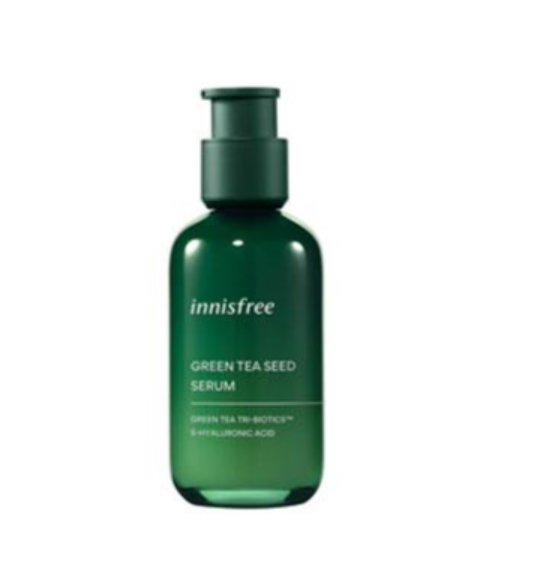 innisfree
GREEN TEA SEED
SERUM
GREEN TEA TRI-BIOTICS™
5-HYALURONIC ACID